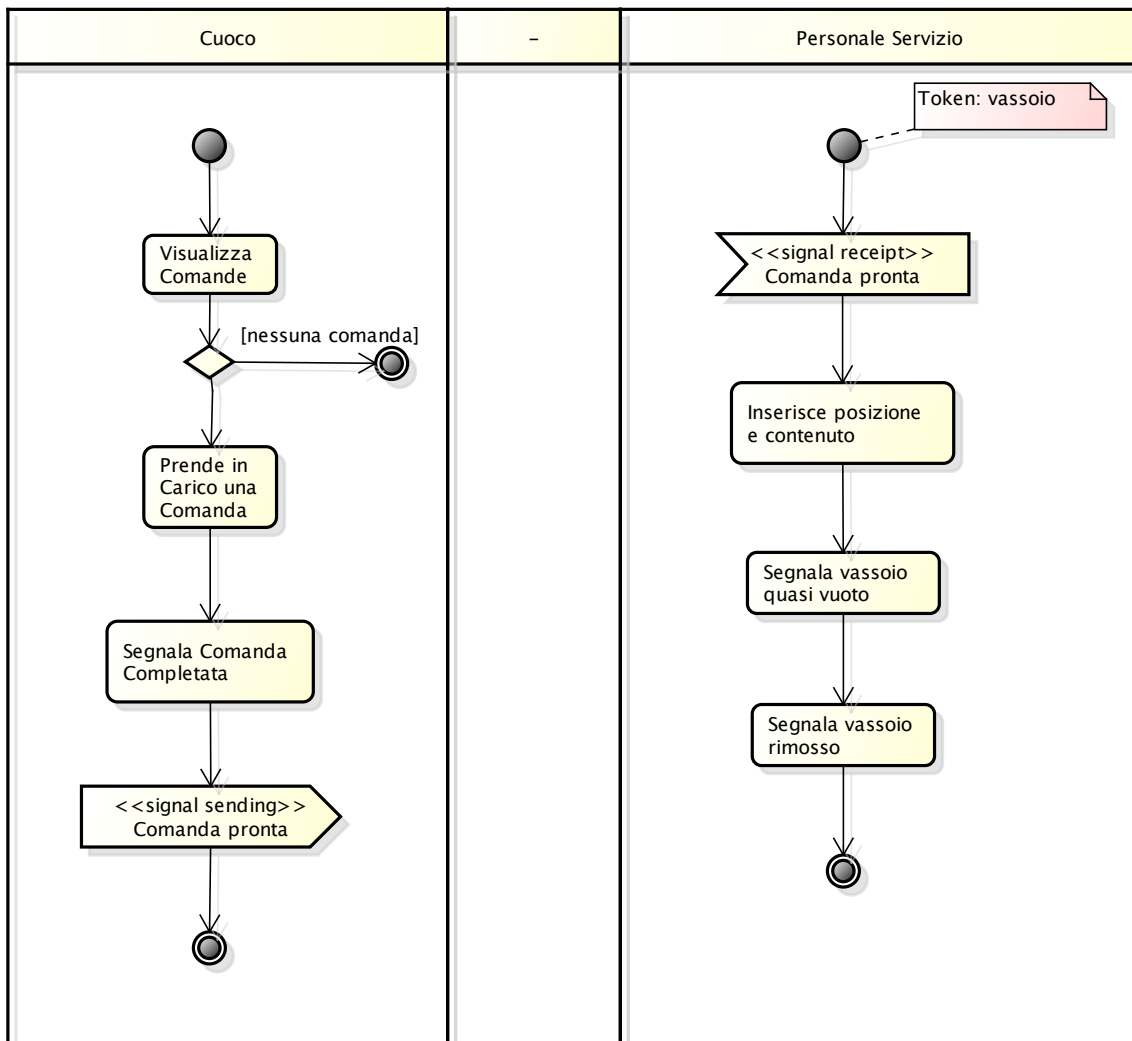 Cuoco
-
Personale Servizio
Token: vassoio
Visualizza
Comande
[nessuna comanda]
Prende in
Carico una
Comanda
Segnala Comanda
Completata
<<signal sending>>
Comanda pronta
<<signal receipt>>
Comanda pronta
Inserisce posizione
e contenuto
Segnala vassoio
quasi vuoto
Segnala vassoio
rimosso